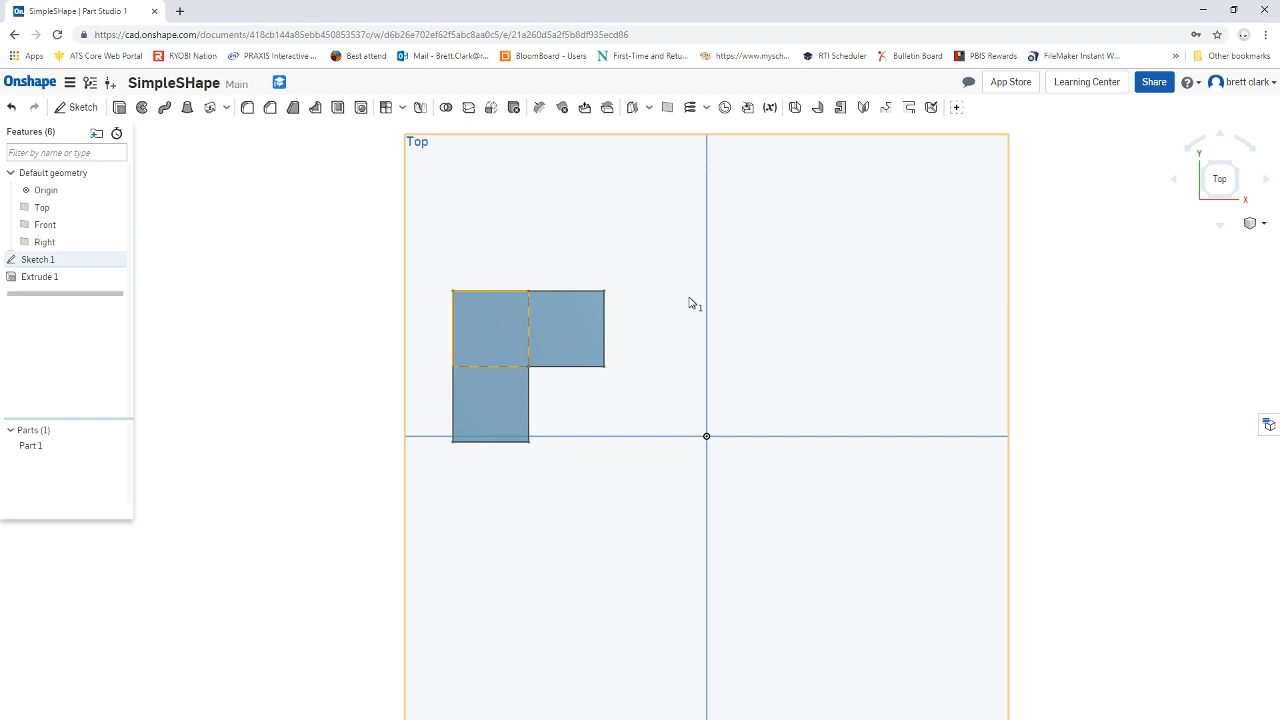 On. SimpleSHape | Part Studio 1
https://cad.onshape.com/documents/418cb144a85ebb450853537c/w/d6b26e702ef62f5abc8aa0c5/e/21a260d5a2f5b8df935ecd86
Apps ATS Core Web Portal RYOBI Nation PRAXIS Interactive ... Best attend Mail - Brett.Clark@r... BloomBoard - Users First-Time and Retu... https://www.mysch... RTI Scheduler Bulletin Board PBIS Rewards FileMaker Instant W... » Other bookmarks
Onshape SimpleSHape Main App Store Learning Center Share brett clark
Sketch
Features (6)
Filter by name or type
Default geometry
Origin
Top
Front
Right
Sketch 1
Extrude 1
Parts (1)
Part 1
Top
1
Y
Top
X